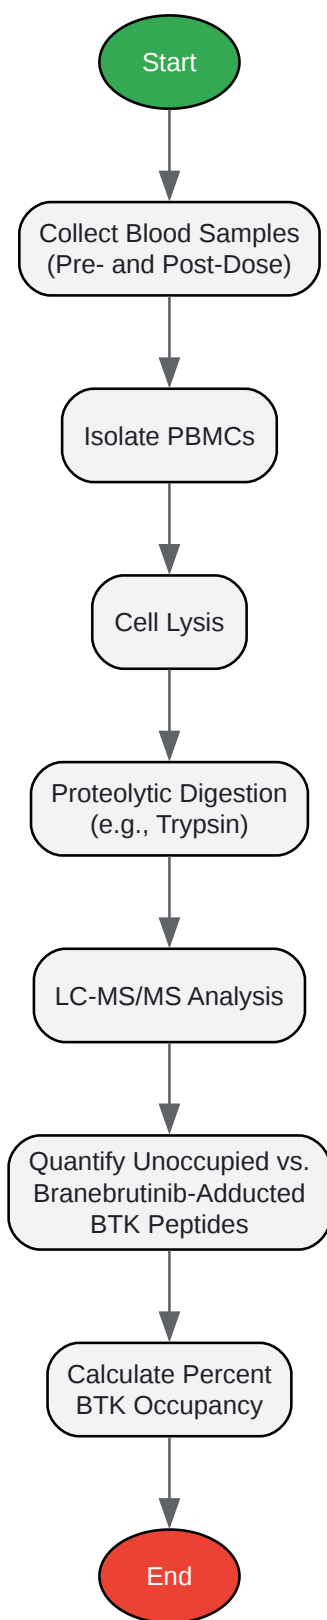 Start
Collect Blood Samples
(Pre- and Post-Dose)
Isolate PBMCs
Cell Lysis
Proteolytic Digestion
(e.g., Trypsin)
LC-MS/MS Analysis
Quantify Unoccupied vs.
Branebrutinib-Adducted
BTK Peptides
Calculate Percent
BTK Occupancy
End